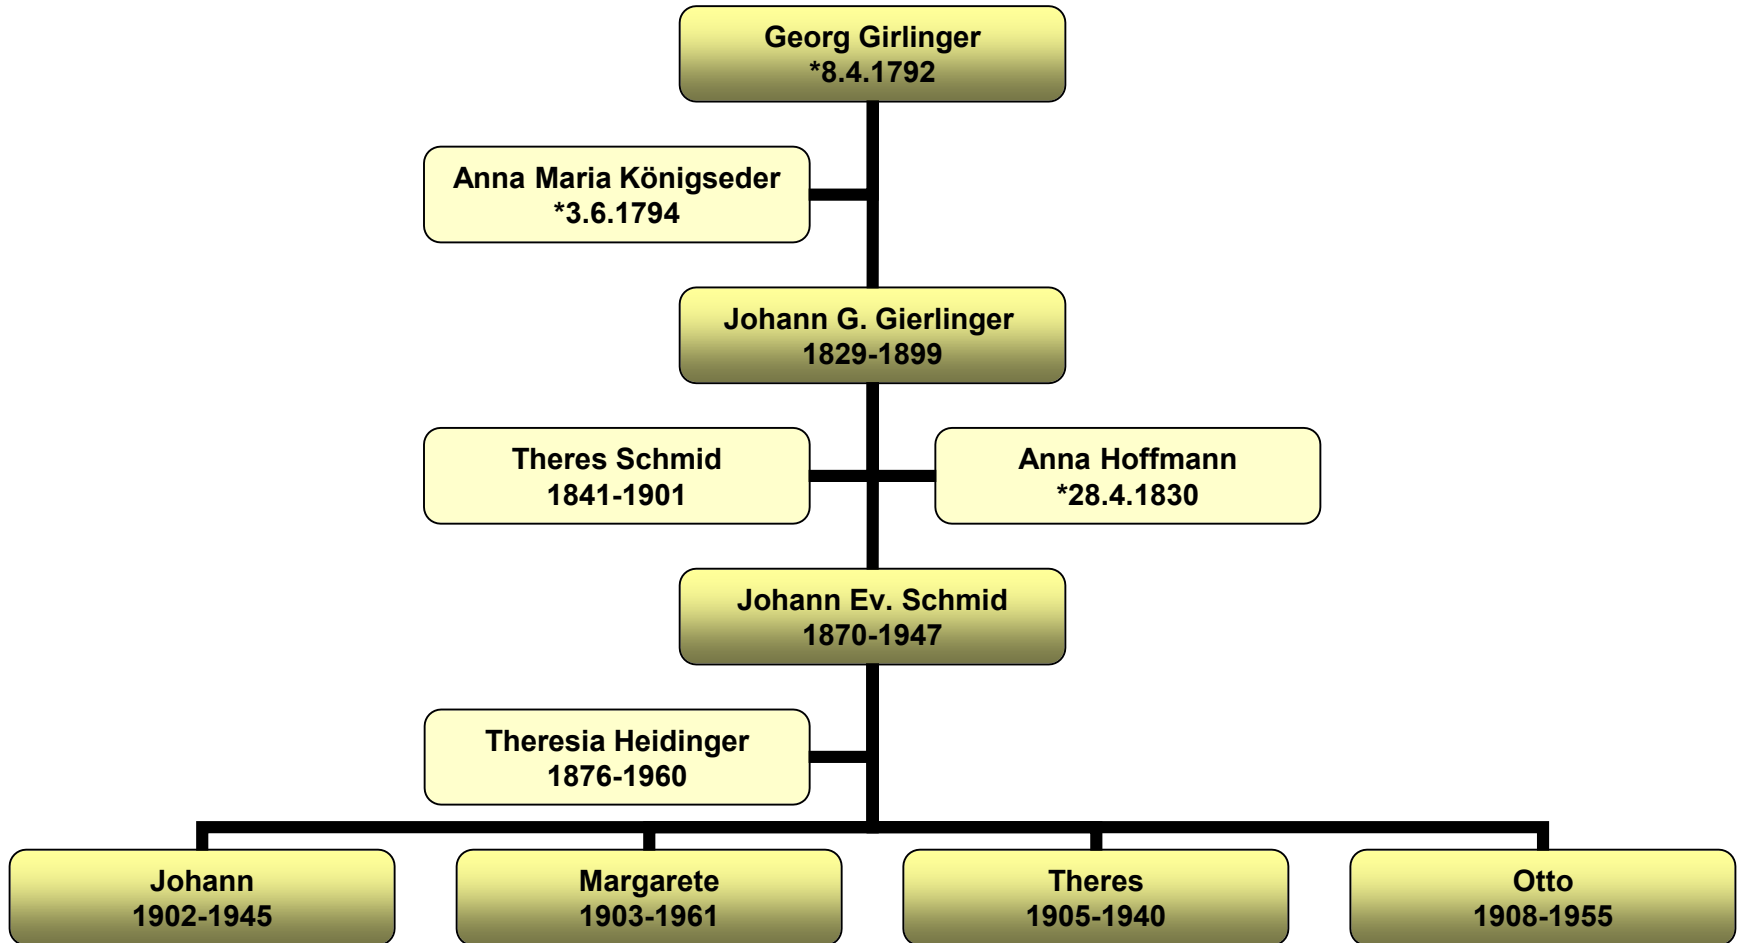 Georg Girlinger
*8.4.1792
Anna Maria Königseder
*3.6.1794
Johann G. Gierlinger
1829-1899
Theres Schmid
1841-1901
Anna Hoffmann
*28.4.1830
Johann Ev. Schmid
1870-1947
Theresia Heidinger
1876-1960
Johann
1902-1945
Margarete
1903-1961
Theres
1905-1940
Otto
1908-1955